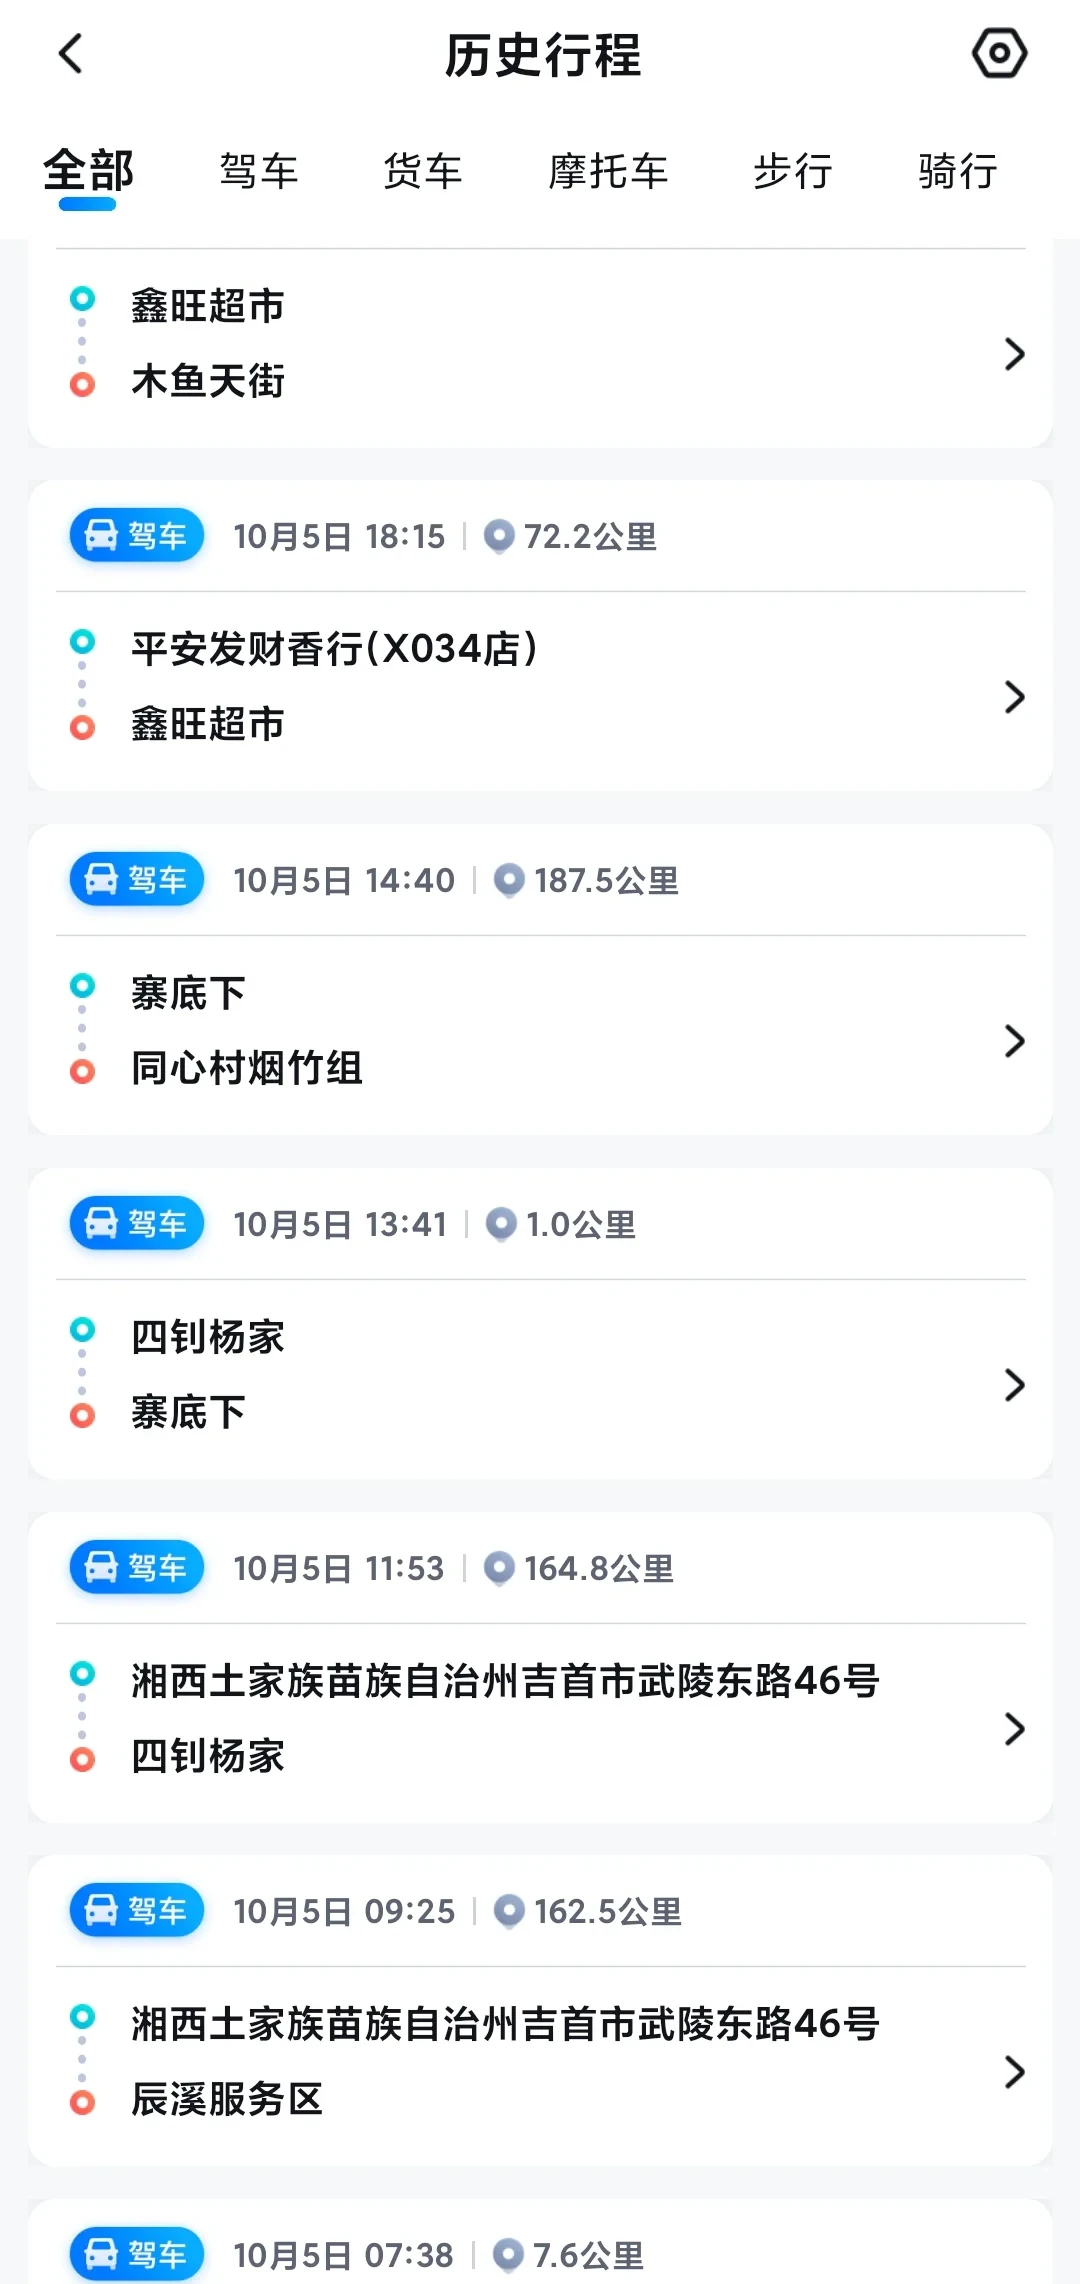 历史行程
全部 驾车 货车 摩托车 步行 骑行
鑫旺超市
木鱼天街
驾车 10月5日 18:15 72.2公里
平安发财香行(X034店)
鑫旺超市
驾车 10月5日 14:40 187.5公里
寨底下
同心村烟竹组
驾车 10月5日 13:41 1.0公里
四钊杨家
寨底下
驾车 10月5日 11:53 164.8公里
湘西土家族苗族自治州吉首市武陵东路46号
四钊杨家
驾车 10月5日 09:25 162.5公里
湘西土家族苗族自治州吉首市武陵东路46号
辰溪服务区
驾车 10月5日 07:38 7.6公里